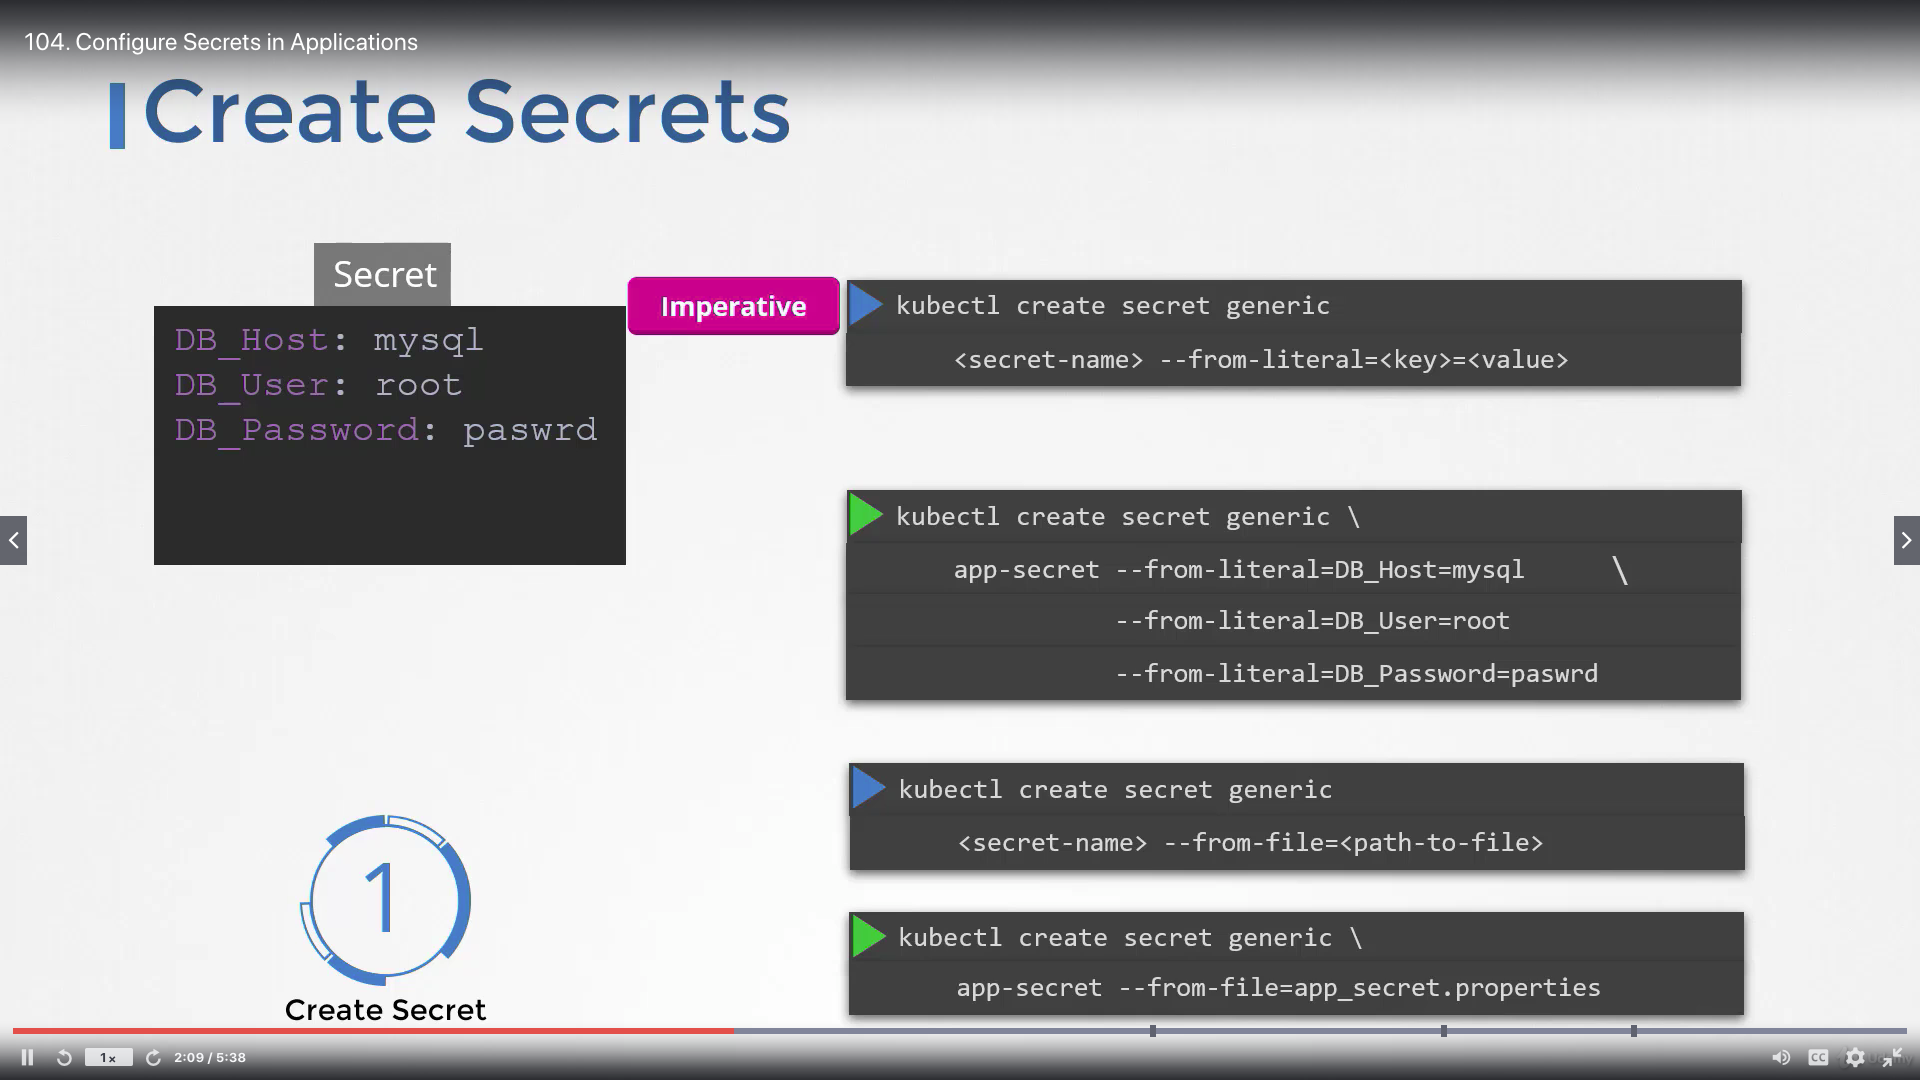 104. Configure Secrets in Applications
Create Secrets
Secret
DB_Host: mysql
DB_User: root
DB_Password: paswrd
Imperative
kubectl create secret generic
<secret-name> --from-literal=<key>=<value>
kubectl create secret generic \
app-secret --from-literal=DB_Host=mysql \
--from-literal=DB_User=root
--from-literal=DB_Password=paswrd
kubectl create secret generic
<secret-name> --from-file=<path-to-file>
kubectl create secret generic \
app-secret --from-file=app_secret.properties
1
Create Secret
1x
2:09 / 5:38
CC